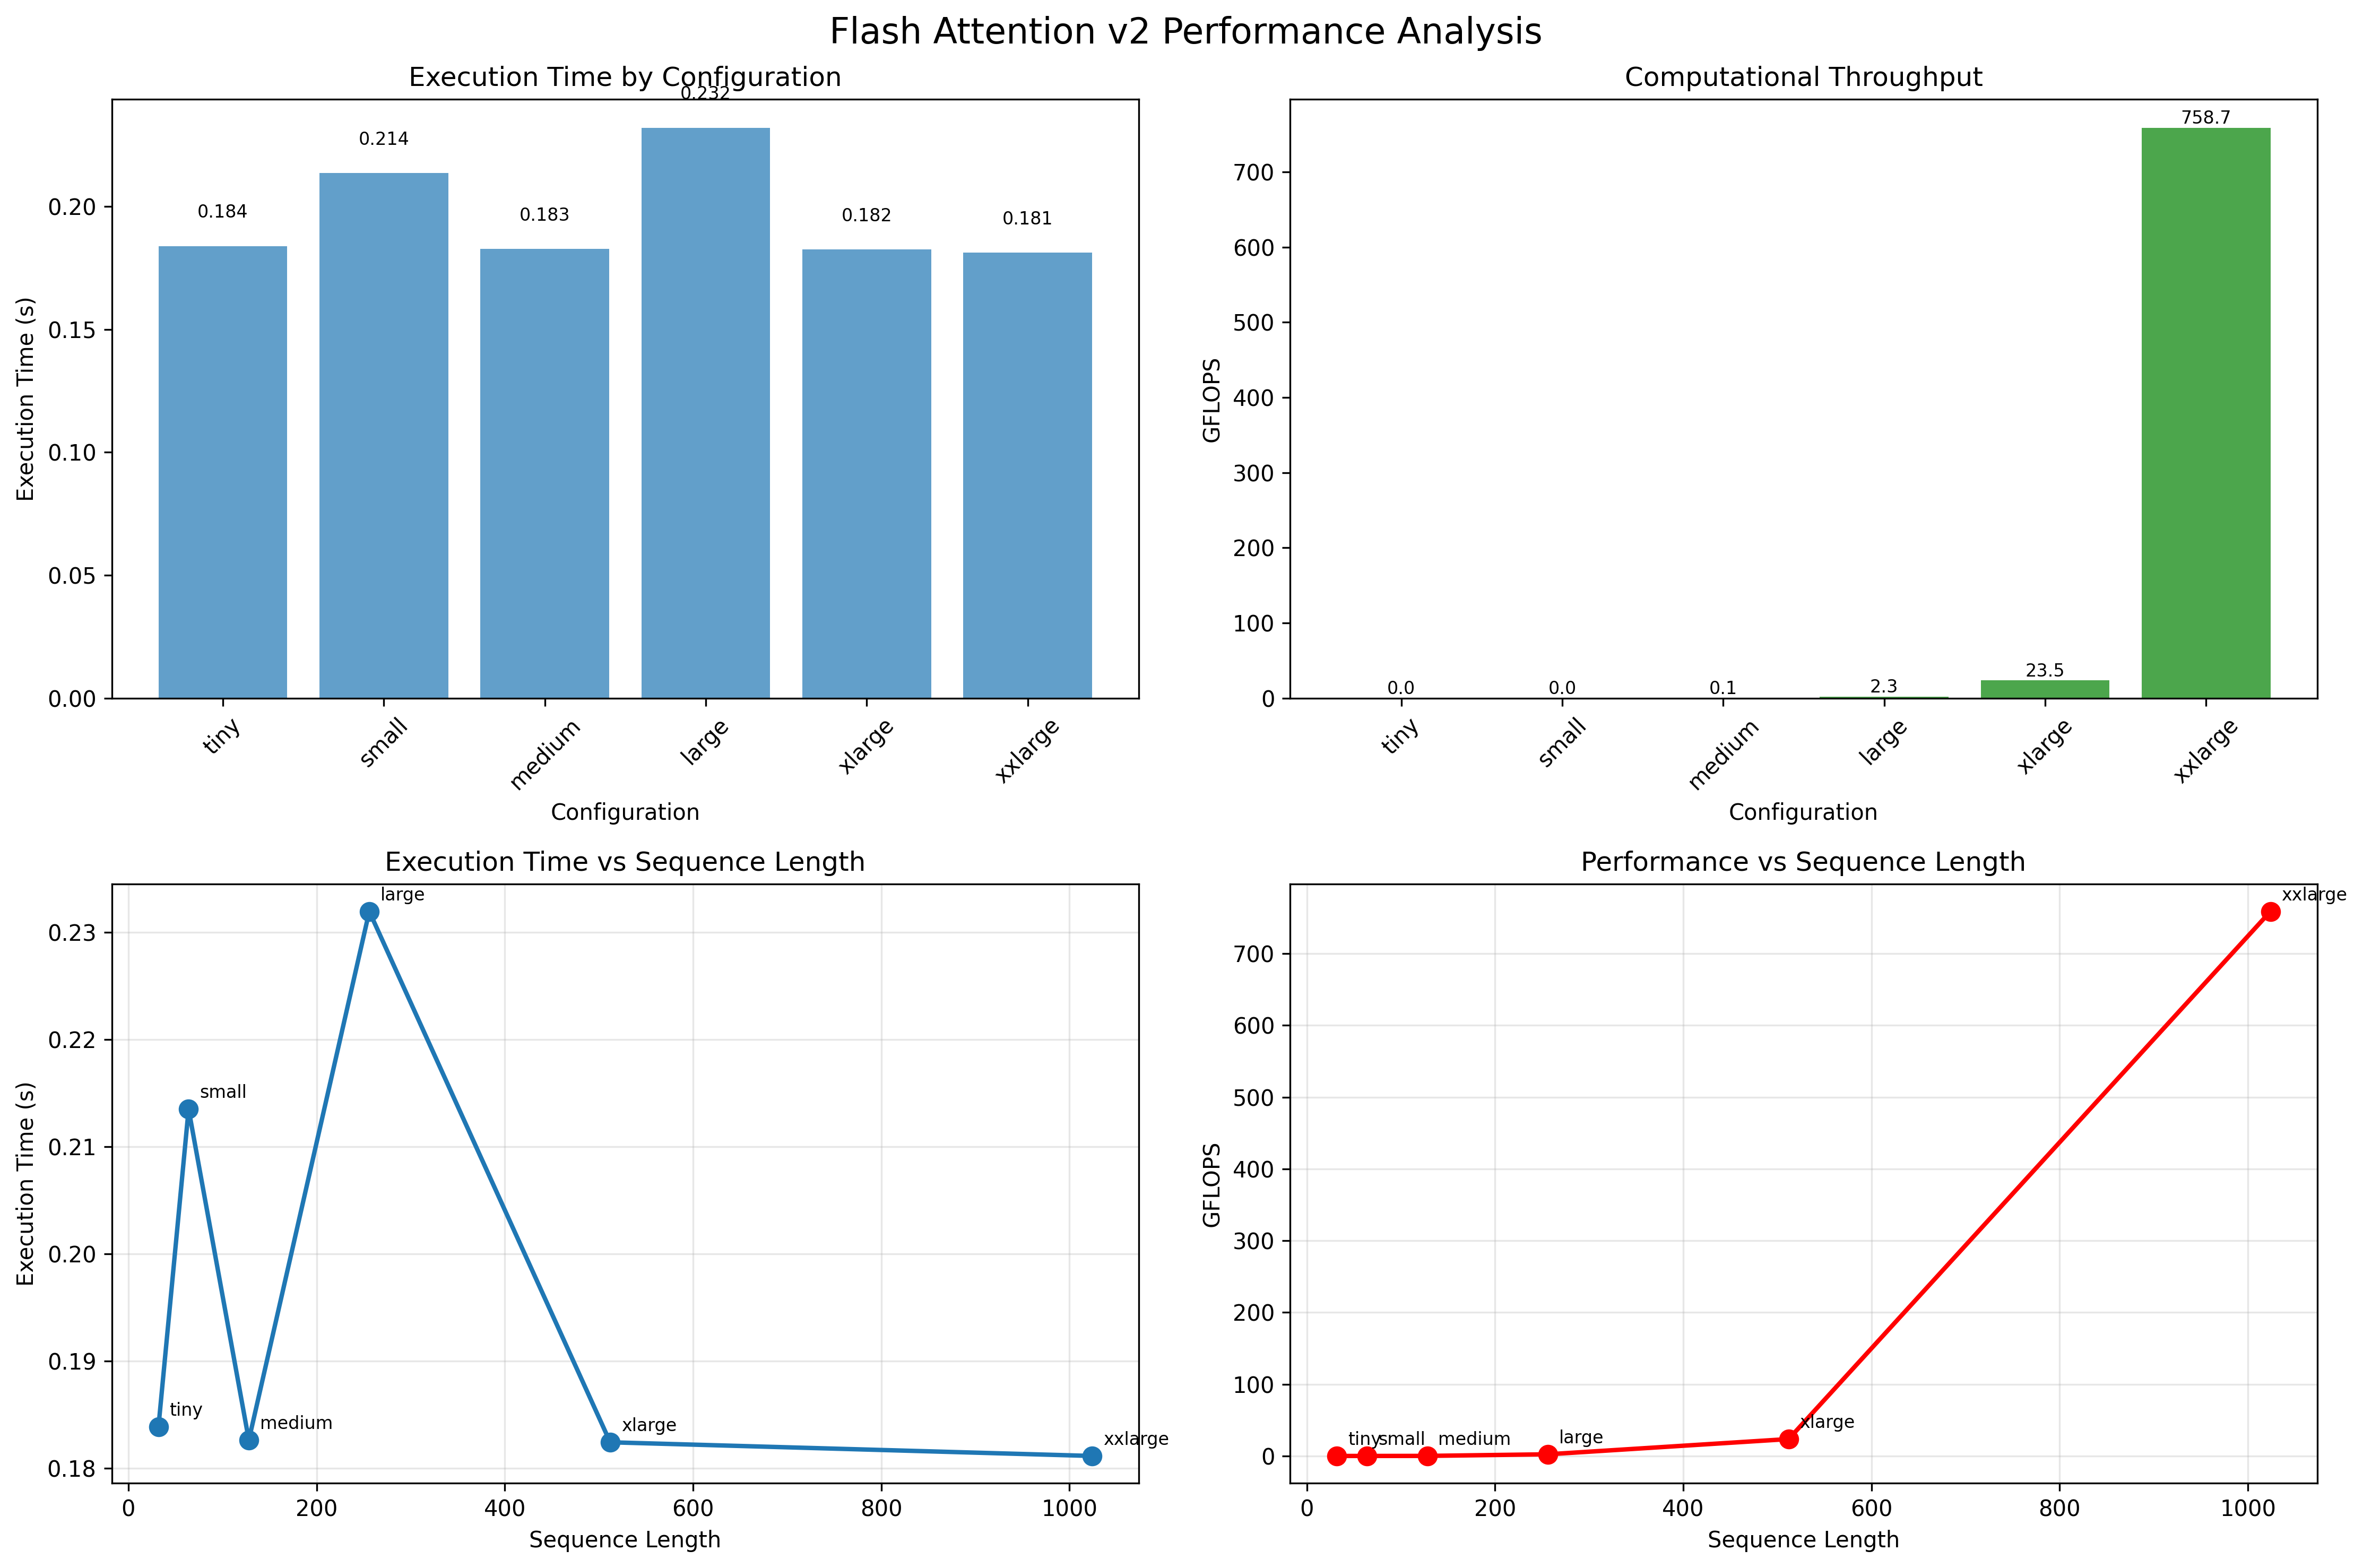 Flash Attention v2 Performance Analysis
Execution Time by Configuration
0.232
0.214
0.184
0.183
0.182
0.181
0.20
0.15
0.10
0.05
0.00
Execution Time (s)
tiny
small
medium
large
xlarge
xxlarge
Configuration
Computational Throughput
758.7
700
600
500
400
300
200
100
0
GFLOPS
0.0
0.0
0.1
2.3
23.5
tiny
small
medium
large
xlarge
xxlarge
Configuration
Execution Time vs Sequence Length
large
0.23
0.22
0.21
0.20
0.19
0.18
Execution Time (s)
small
tiny
medium
xlarge
xxlarge
0
200
400
600
800
1000
Sequence Length
Performance vs Sequence Length
xxlarge
700
600
500
400
300
200
100
0
GFLOPS
tiny
small
medium
large
xlarge
0
200
400
600
800
1000
Sequence Length